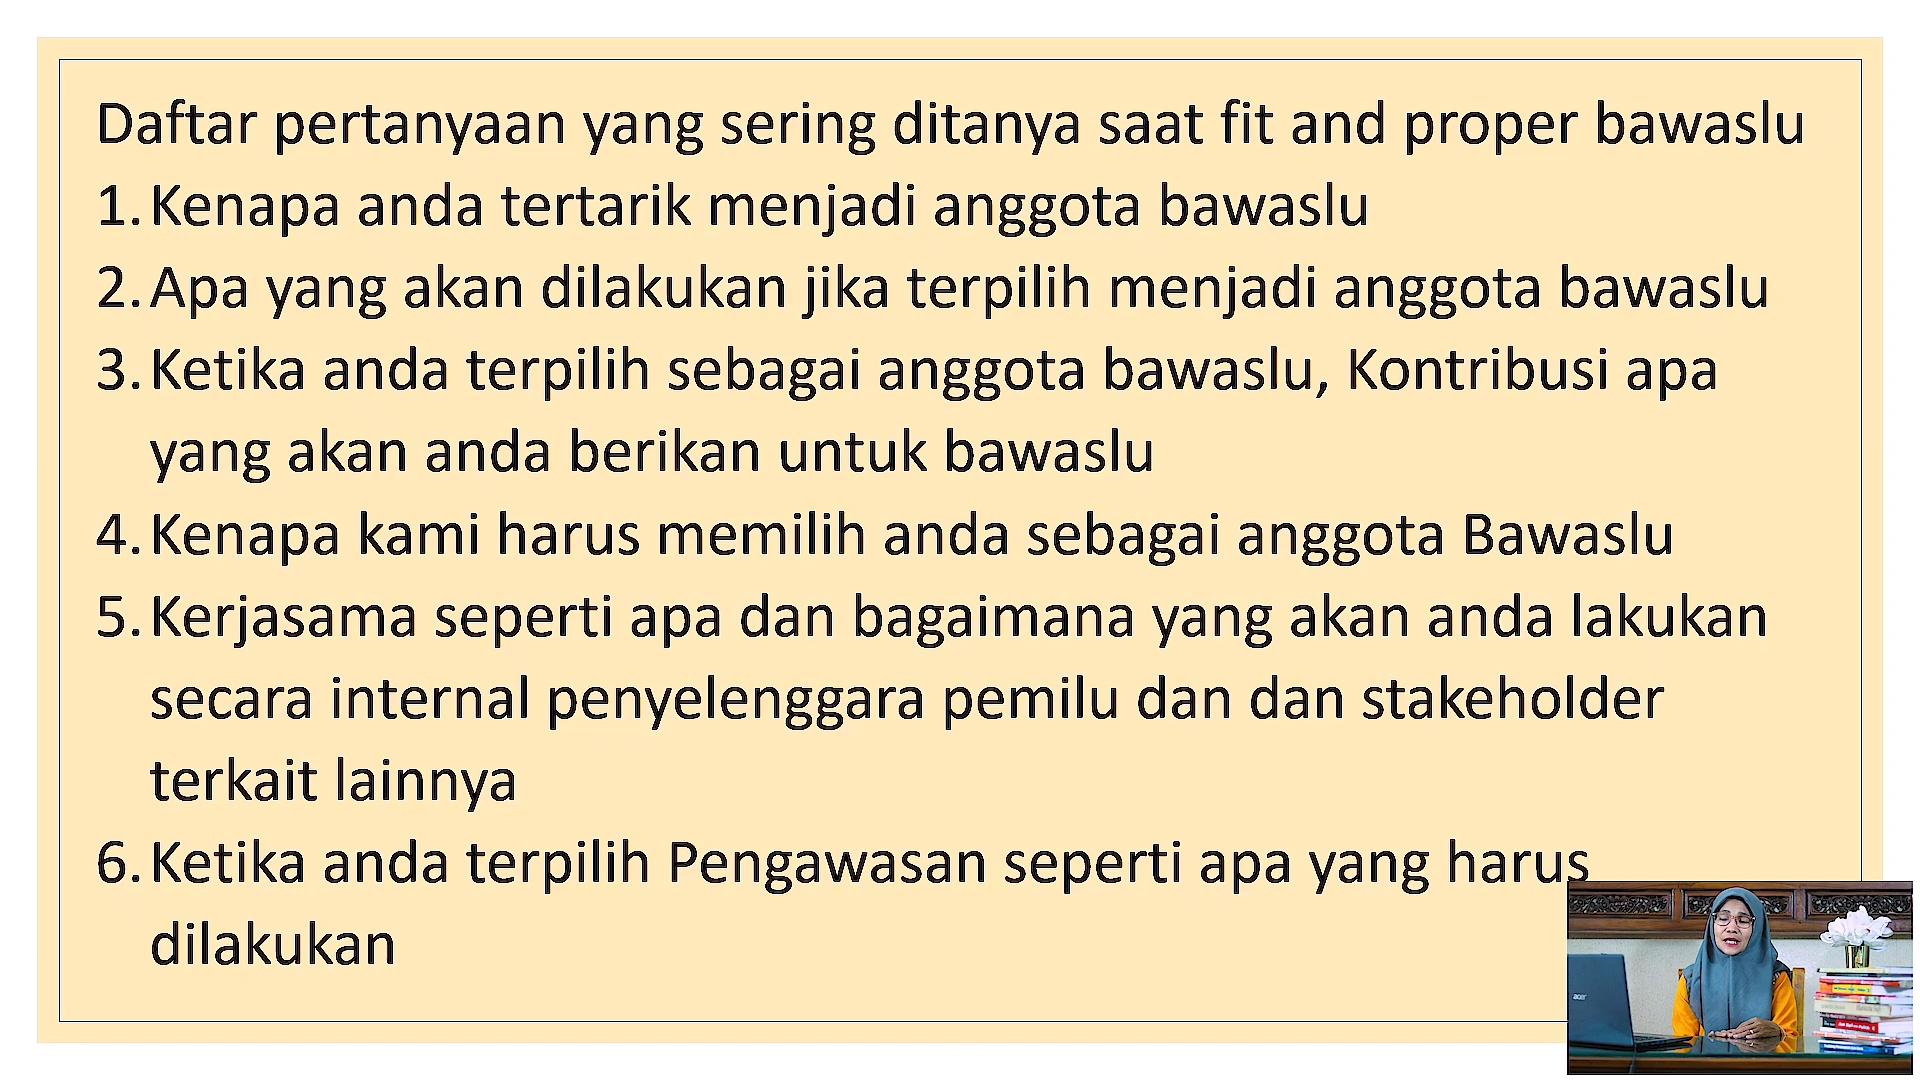 Daftar pertanyaan yang sering ditanya saat fit and proper bawaslu
1. Kenapa anda tertarik menjadi anggota bawaslu
2. Apa yang akan dilakukan jika terpilih menjadi anggota bawaslu
3. Ketika anda terpilih sebagai anggota bawaslu, Kontribusi apa
yang akan anda berikan untuk bawaslu
4. Kenapa kami harus memilih anda sebagai anggota Bawaslu
5. Kerjasama seperti apa dan bagaimana yang akan anda lakukan
secara internal penyelenggara pemilu dan dan stakeholder
terkait lainnya
6. Ketika anda terpilih Pengawasan seperti apa yang harus
dilakukan
acer